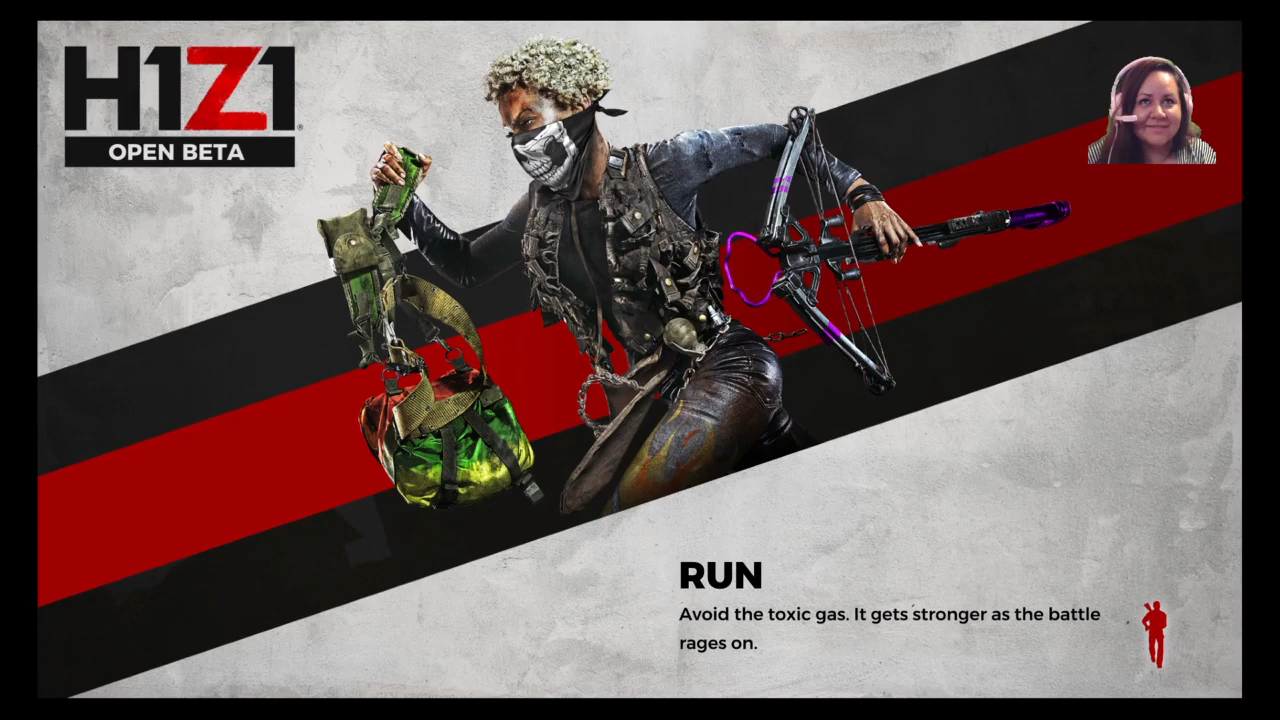 H1Z1
OPEN BETA
RUN
Avoid the toxic gas. It gets stronger as the battle
rages on.